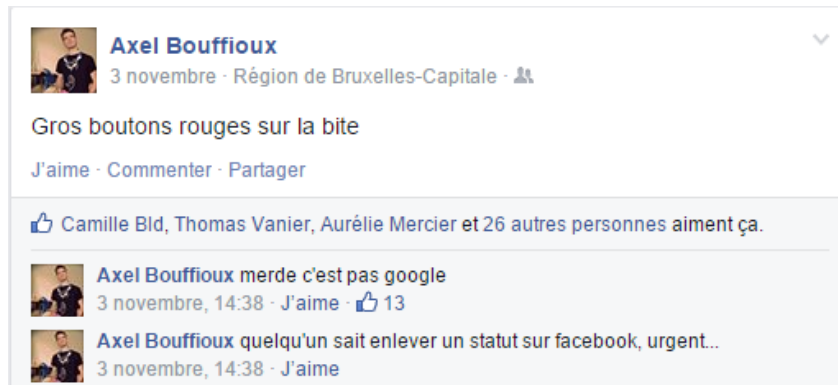 Axel Bouffioux
3 novembre · Région de Bruxelles-Capitale ·
Gros boutons rouges sur la bite
J'aime · Commenter · Partager
Camille Bld, Thomas Vanier, Aurélie Mercier et 26 autres personnes aiment ça.
Axel Bouffioux merde c'est pas google
3 novembre, 14:38 · J'aime · 13
Axel Bouffioux quelqu'un sait enlever un statut sur facebook, urgent...
3 novembre, 14:38 · J'aime